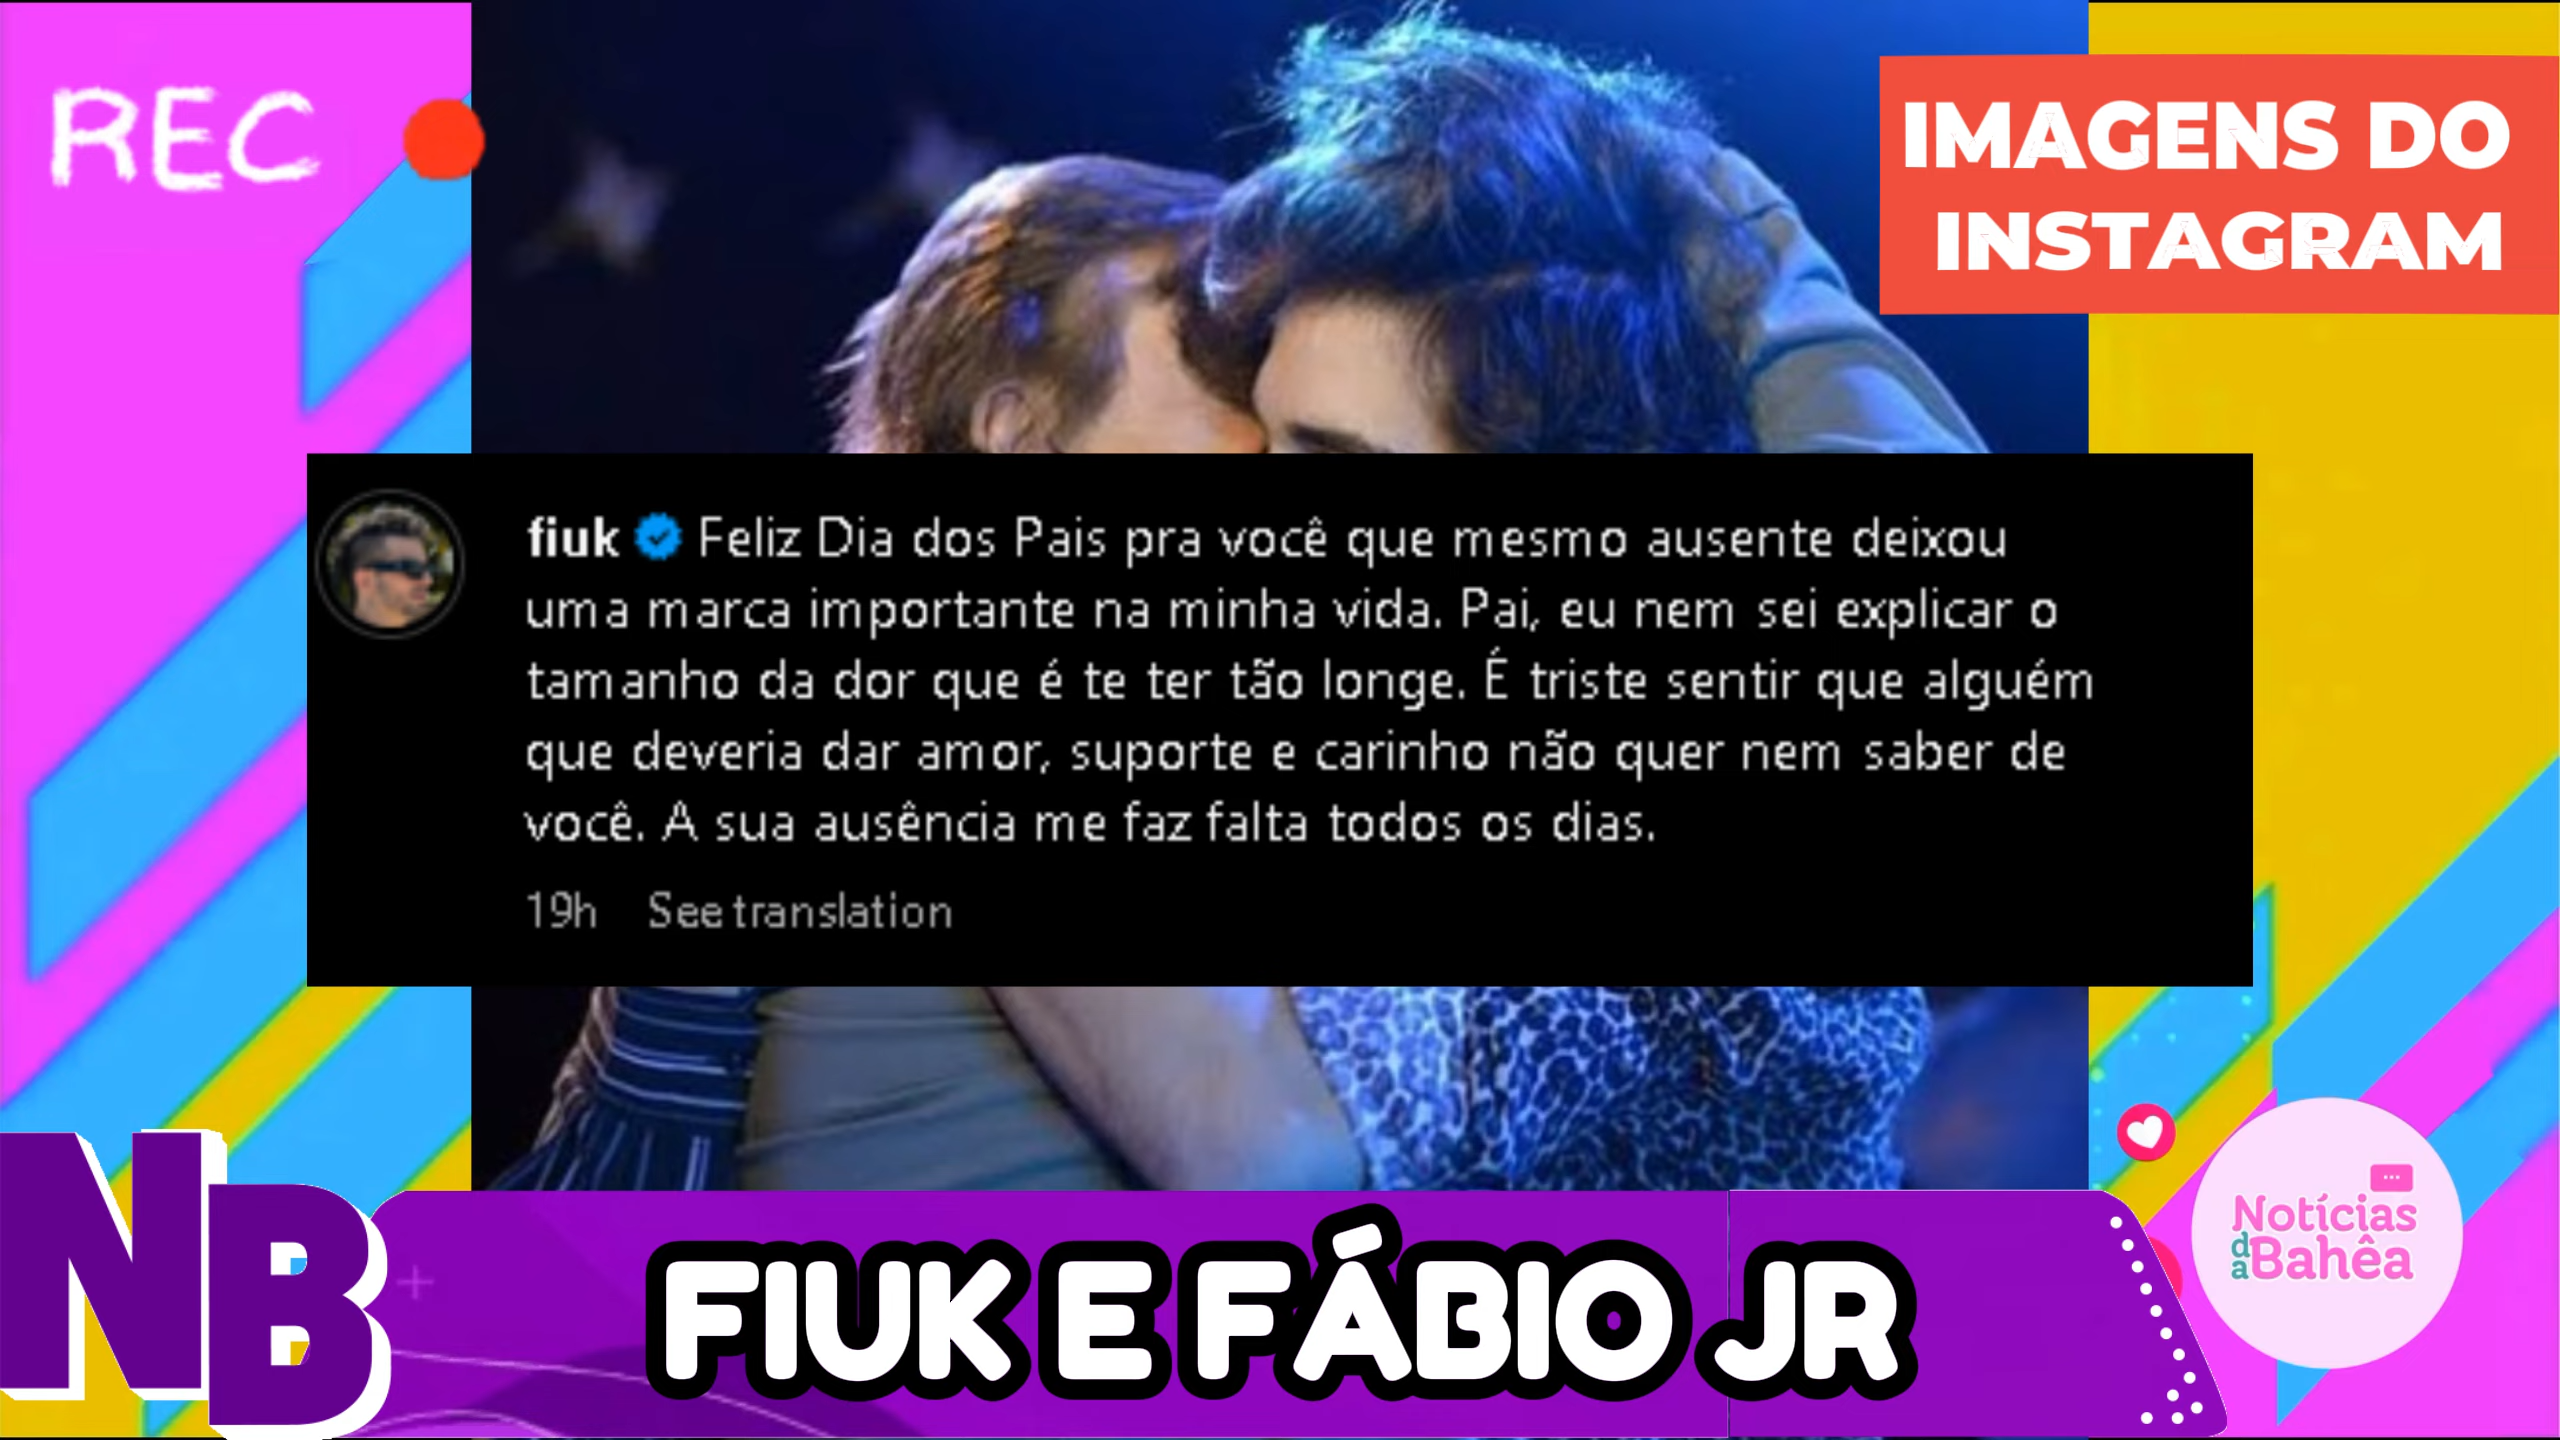 REC
IMAGENS DO
INSTAGRAM
fiuk Feliz Dia dos Pais pra você que mesmo ausente deixou
uma marca importante na minha vida. Pai, eu nem sei explicar o
tamanho da dor que é te ter tão longe. É triste sentir que alguém
que deveria dar amor, suporte e carinho não quer nem saber de
você. A sua ausência me faz falta todos os dias.
19h See translation
NB
FIUK E FÁBIO JR
Notícias
da Bahêa